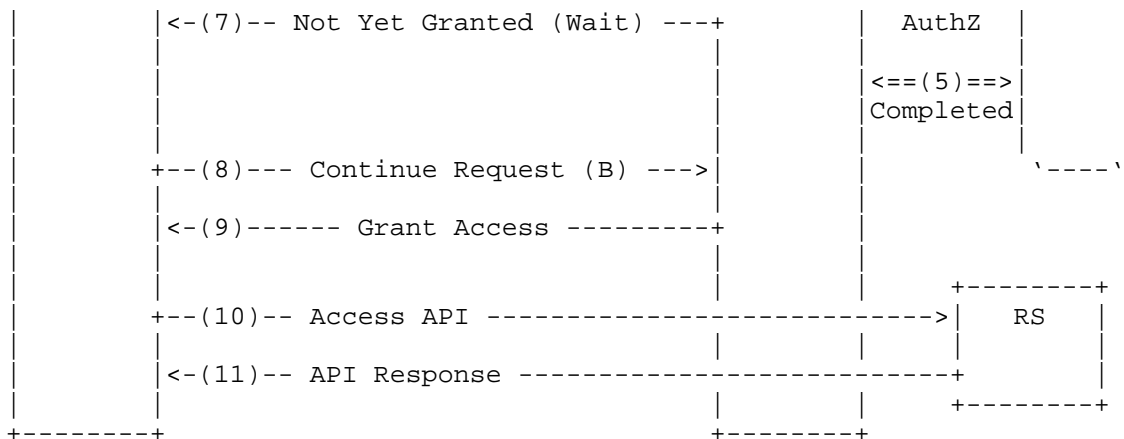 |        |<-(7)-- Not Yet Granted (Wait) ---+        |  AuthZ  |
|        |                                  |        |         |
|        |                                  |        |<==(5)==>|
|        |                                  |        |Completed|
|        |                                  |        |         |
|        +--(8)--- Continue Request (B) --->|        |          `----`
|        |                                  |        |
|        |<-(9)------ Grant Access ---------+        |
|        |                                  |        |
|        |                                  |        |     +--------+
|        +--(10)-- Access API ---------------------------->|   RS   |
|        |                                  |        |     |        |
|        |<-(11)-- API Response ---------------------------+        |
|        |                                  |        |     +--------+
+--------+                                  +--------+